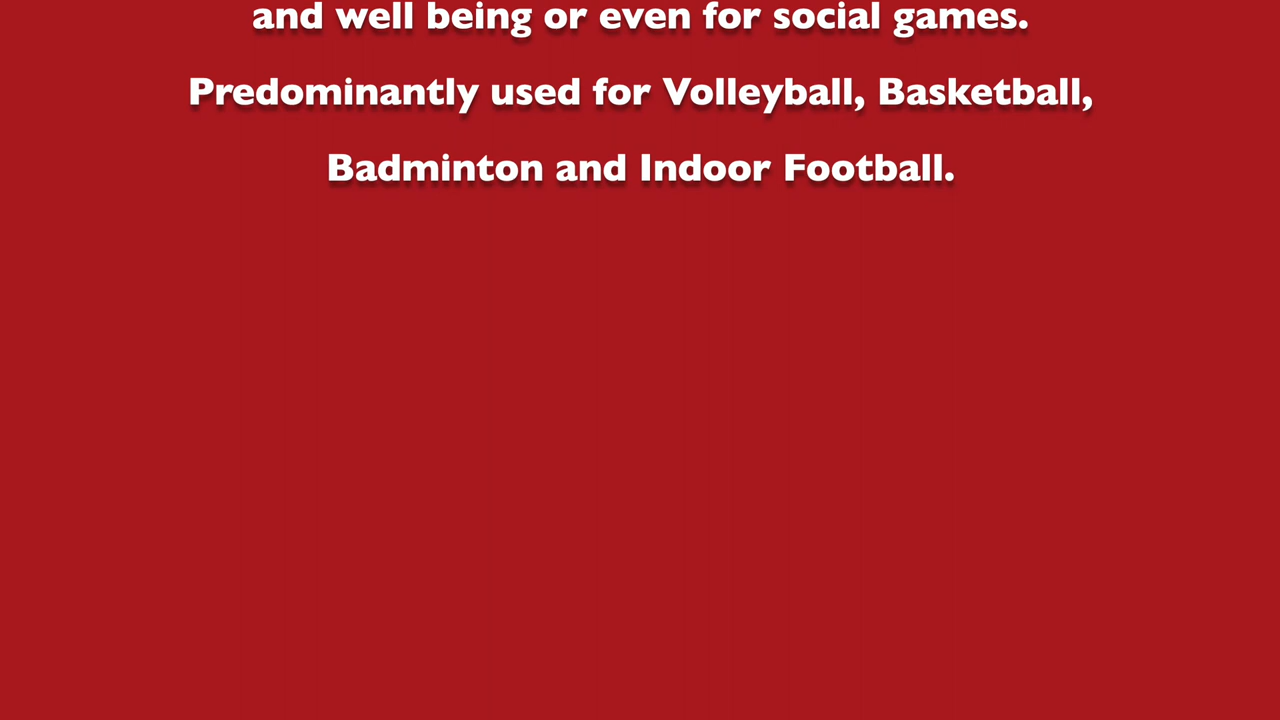 and well being or even for social games.
Predominantly used for Volleyball, Basketball,
Badminton and Indoor Football.